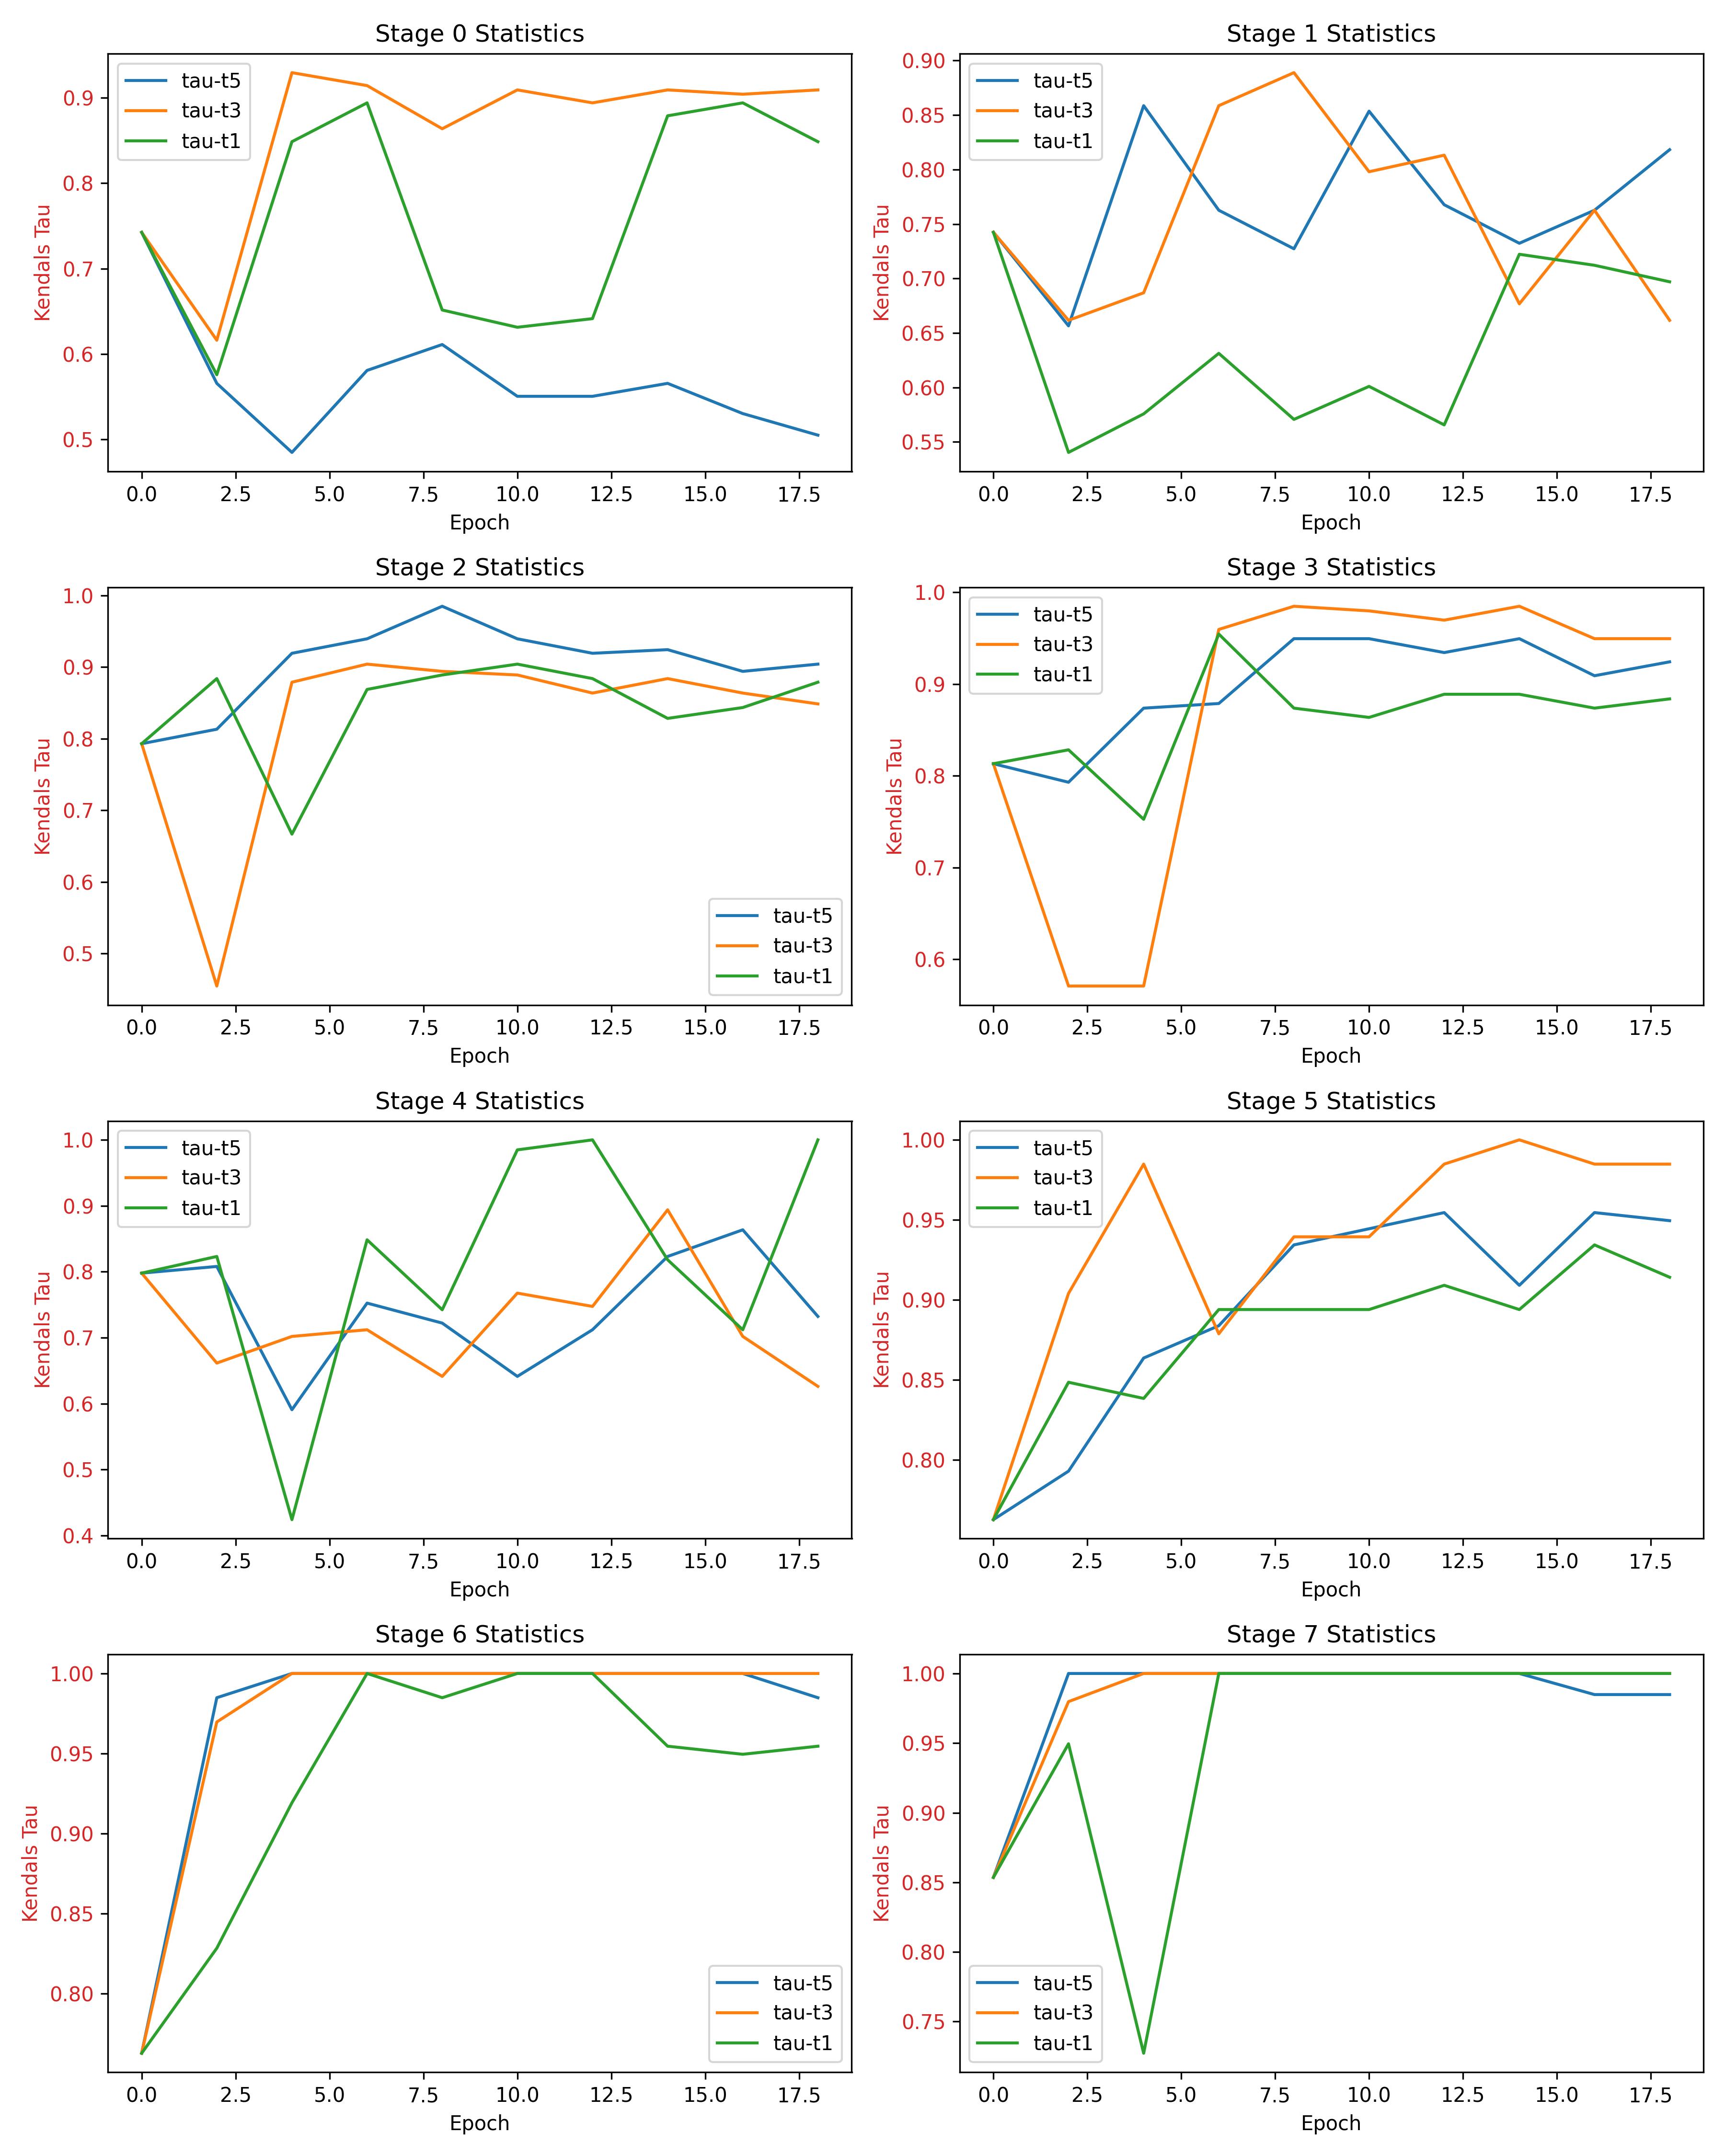 Stage 0 Statistics
tau-t5
tau-t3
tau-t1
Kendals Tau
0.9
0.8
0.7
0.6
0.5
0.0 2.5 5.0 7.5 10.0 12.5 15.0 17.5
Epoch
Stage 1 Statistics
tau-t5
tau-t3
tau-t1
Kendals Tau
0.90
0.85
0.80
0.75
0.70
0.65
0.60
0.55
0.0 2.5 5.0 7.5 10.0 12.5 15.0 17.5
Epoch
Stage 2 Statistics
Kendals Tau
1.0
0.9
0.8
0.7
0.6
0.5
tau-t5
tau-t3
tau-t1
0.0 2.5 5.0 7.5 10.0 12.5 15.0 17.5
Epoch
Stage 3 Statistics
tau-t5
tau-t3
tau-t1
Kendals Tau
1.0
0.9
0.8
0.7
0.6
0.0 2.5 5.0 7.5 10.0 12.5 15.0 17.5
Epoch
Stage 4 Statistics
tau-t5
tau-t3
tau-t1
Kendals Tau
1.0
0.9
0.8
0.7
0.6
0.5
0.4
0.0 2.5 5.0 7.5 10.0 12.5 15.0 17.5
Epoch
Stage 5 Statistics
tau-t5
tau-t3
tau-t1
Kendals Tau
1.00
0.95
0.90
0.85
0.80
0.0 2.5 5.0 7.5 10.0 12.5 15.0 17.5
Epoch
Stage 6 Statistics
Kendals Tau
1.00
0.95
0.90
0.85
0.80
tau-t5
tau-t3
tau-t1
0.0 2.5 5.0 7.5 10.0 12.5 15.0 17.5
Epoch
Stage 7 Statistics
Kendals Tau
1.00
0.95
0.90
0.85
0.80
0.75
tau-t5
tau-t3
tau-t1
0.0 2.5 5.0 7.5 10.0 12.5 15.0 17.5
Epoch